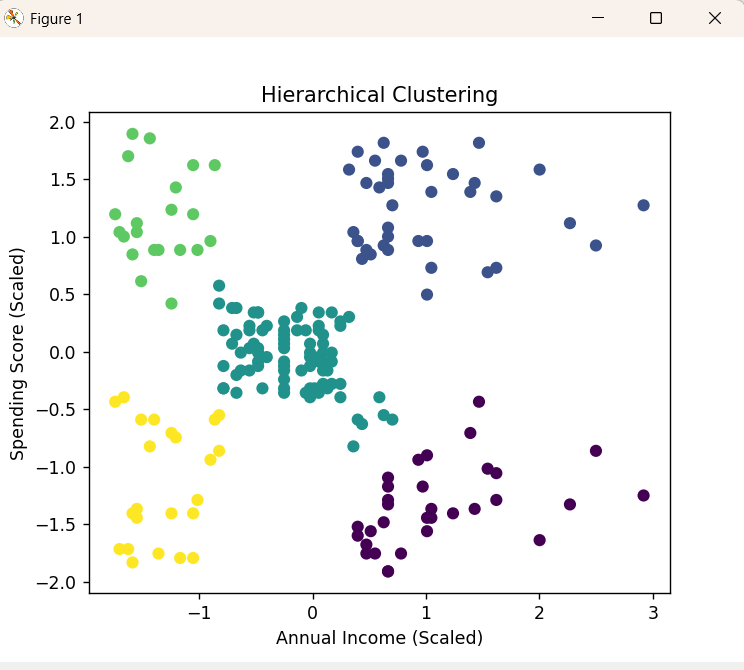 Figure 1
Hierarchical Clustering
2.0
1.5
1.0
0.5
0.0
−0.5
−1.0
−1.5
−2.0
Spending Score (Scaled)
−1 0 1 2 3
Annual Income (Scaled)